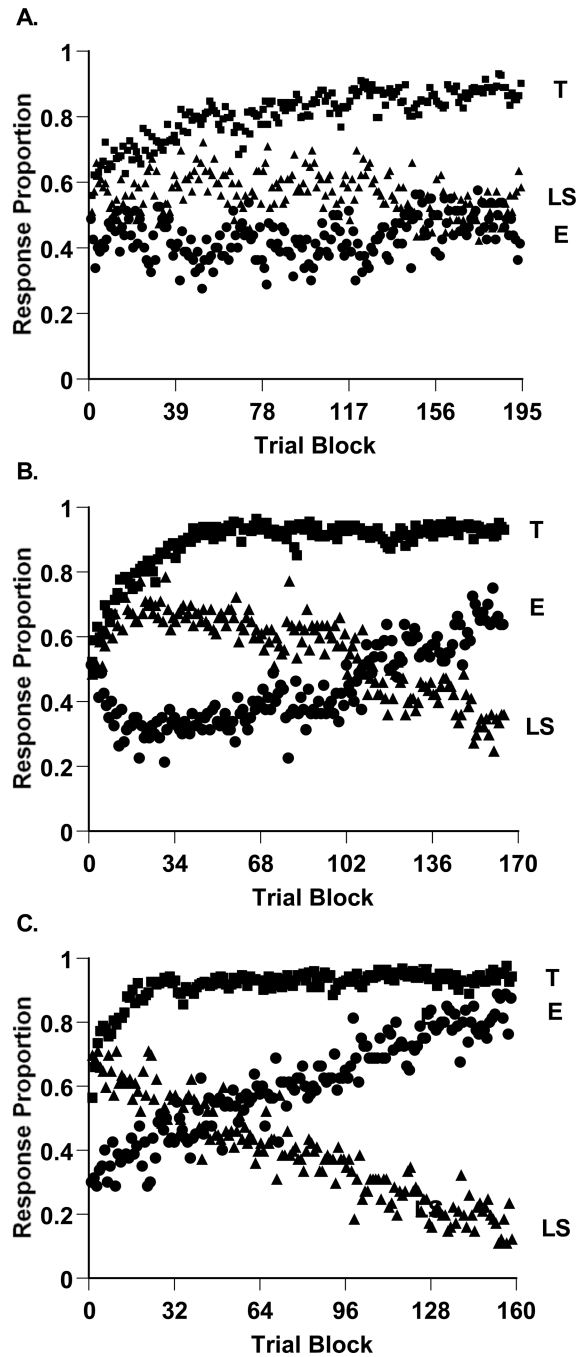 A.
1
0.8
0.6
0.4
0.2
0
Response Proportion
T
LS
E
0 39 78 117 156 195
Trial Block
B.
1
0.8
0.6
0.4
0.2
0
Response Proportion
T
E
LS
0 34 68 102 136 170
Trial Block
C.
1
0.8
0.6
0.4
0.2
0
Response Proportion
T
E
LS
LS
0 32 64 96 128 160
Trial Block